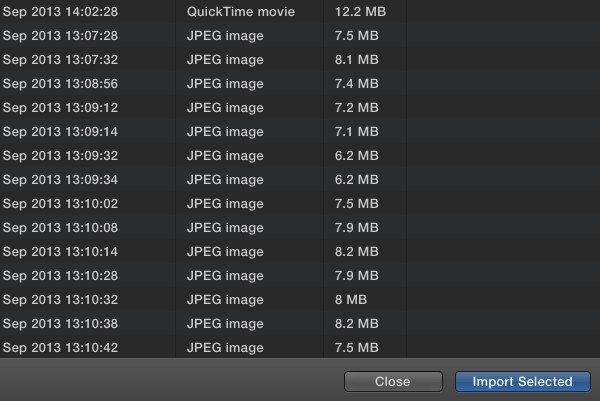 Sep 2013 14:02:28 QuickTime movie 12.2 MB
Sep 2013 13:07:28 JPEG image 7.5 MB
Sep 2013 13:07:32 JPEG image 8.1 MB
Sep 2013 13:08:56 JPEG image 7.4 MB
Sep 2013 13:09:12 JPEG image 7.2 MB
Sep 2013 13:09:14 JPEG image 7.1 MB
Sep 2013 13:09:32 JPEG image 6.2 MB
Sep 2013 13:09:34 JPEG image 6.2 MB
Sep 2013 13:10:02 JPEG image 7.5 MB
Sep 2013 13:10:08 JPEG image 7.9 MB
Sep 2013 13:10:14 JPEG image 8.2 MB
Sep 2013 13:10:28 JPEG image 7.9 MB
Sep 2013 13:10:32 JPEG image 8 MB
Sep 2013 13:10:38 JPEG image 8.2 MB
Sep 2013 13:10:42 JPEG image 7.5 MB
Close Import Selected